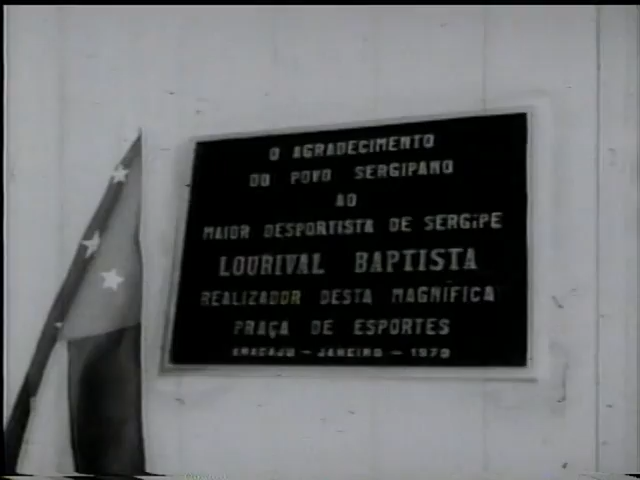 O AGRADECIMENTO
DO POVO SERGIPANO
AO
MAIOR DESPORTISTA DE SERGIPE
LOURIVAL BAPTISTA
REALIZADOR DESTA MAGNÍFICA
PRAÇA DE ESPORTES
ARACAJU - JANEIRO - 1970